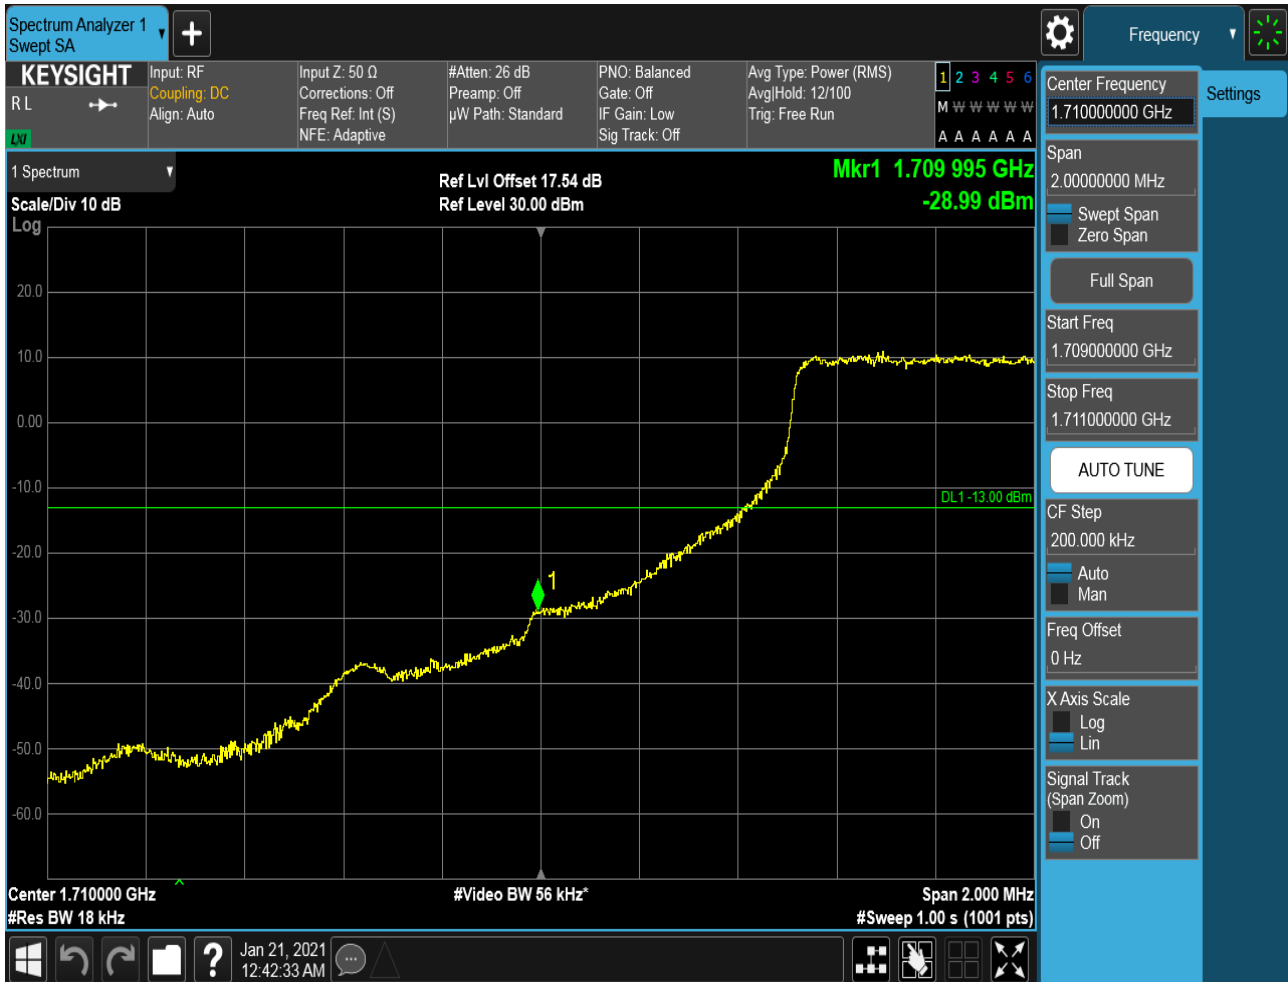 Spectrum Analyzer 1
Swept SA
+
Frequency
KEYSIGHT
R L
LXI
Input: RF
Coupling: DC
Align: Auto
Input Z: 50 Ω
Corrections: Off
Freq Ref: Int (S)
NFE: Adaptive
#Atten: 26 dB
Preamp: Off
µW Path: Standard
PNO: Balanced
Gate: Off
IF Gain: Low
Sig Track: Off
Avg Type: Power (RMS)
Avg|Hold: 12/100
Trig: Free Run
1 2 3 4 5 6
M W W W W W
A A A A A A
Center Frequency
1.710000000 GHz
Settings
1 Spectrum
Scale/Div 10 dB
Log
Ref Lvl Offset 17.54 dB
Ref Level 30.00 dBm
Mkr1 1.709 995 GHz
-28.99 dBm
Span
2.00000000 MHz
Swept Span
Zero Span
Full Span
Start Freq
1.709000000 GHz
Stop Freq
1.711000000 GHz
AUTO TUNE
CF Step
200.000 kHz
Auto
Man
Freq Offset
0 Hz
X Axis Scale
Log
Lin
Signal Track
(Span Zoom)
On
Off
20.0
10.0
0.00
-10.0
-20.0
-30.0
-40.0
-50.0
-60.0
DL1 -13.00 dBm
1
Center 1.710000 GHz
#Res BW 18 kHz
#Video BW 56 kHz*
Span 2.000 MHz
#Sweep 1.00 s (1001 pts)
?
Jan 21, 2021
12:42:33 AM